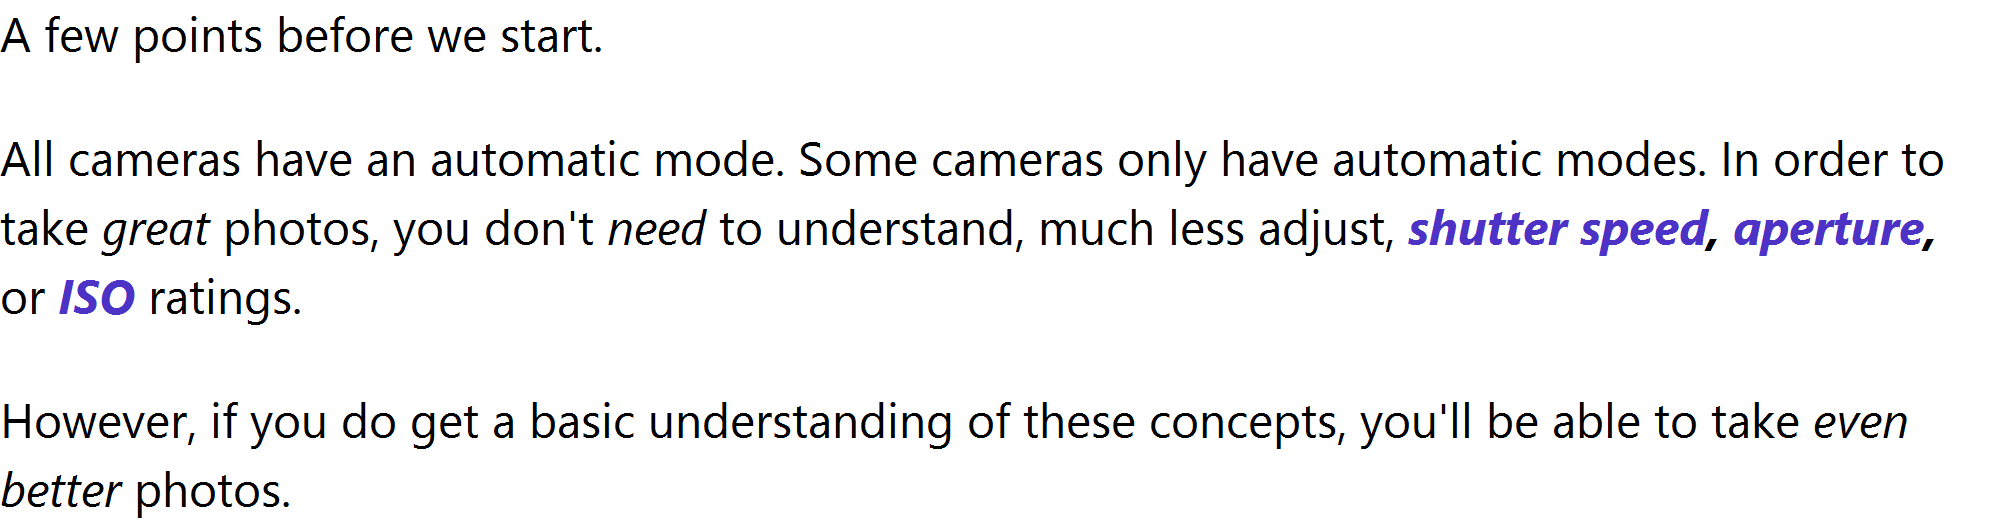 A few points before we start.
All cameras have an automatic mode. Some cameras only have automatic modes. In order to
take great photos, you don't need to understand, much less adjust, shutter speed, aperture,
or ISO ratings.
However, if you do get a basic understanding of these concepts, you'll be able to take even
better photos.